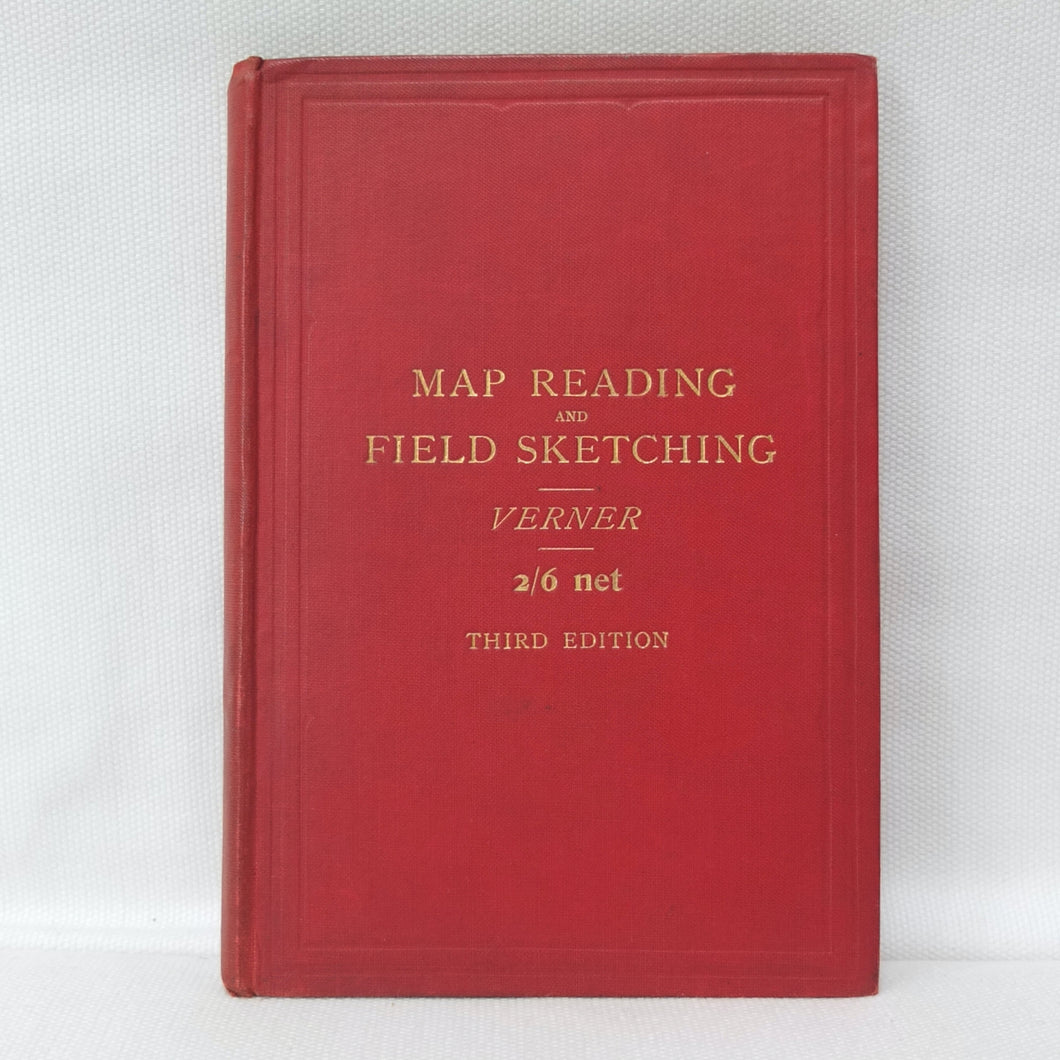 MAP READING
AND
FIELD SKETCHING
VERNER
2/6 net
THIRD EDITION